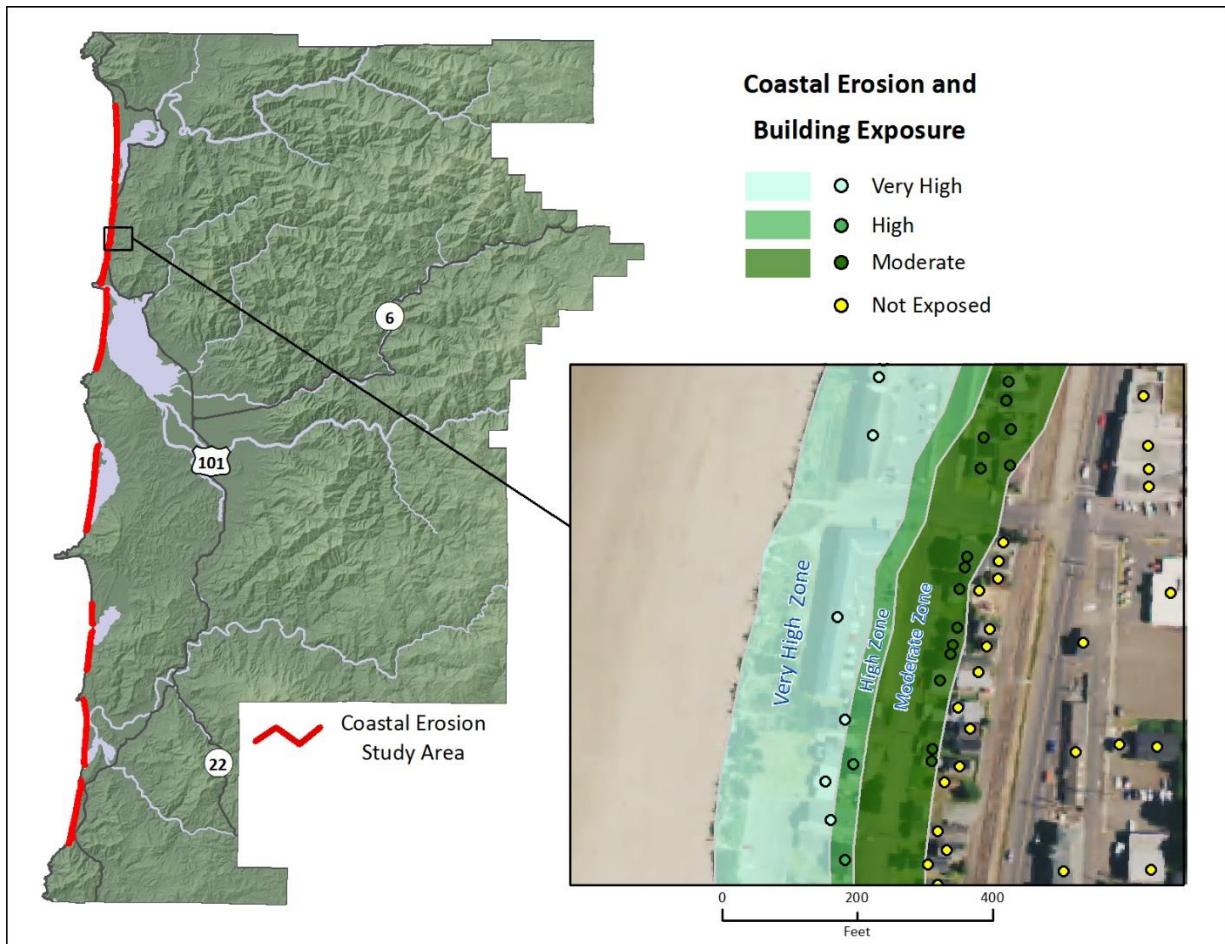 Coastal Erosion and
Building Exposure
Very High
High
Moderate
Not Exposed
6
101
22
Coastal Erosion
Study Area
Very High Zone
High Zone
Moderate Zone
0
200
400
Feet